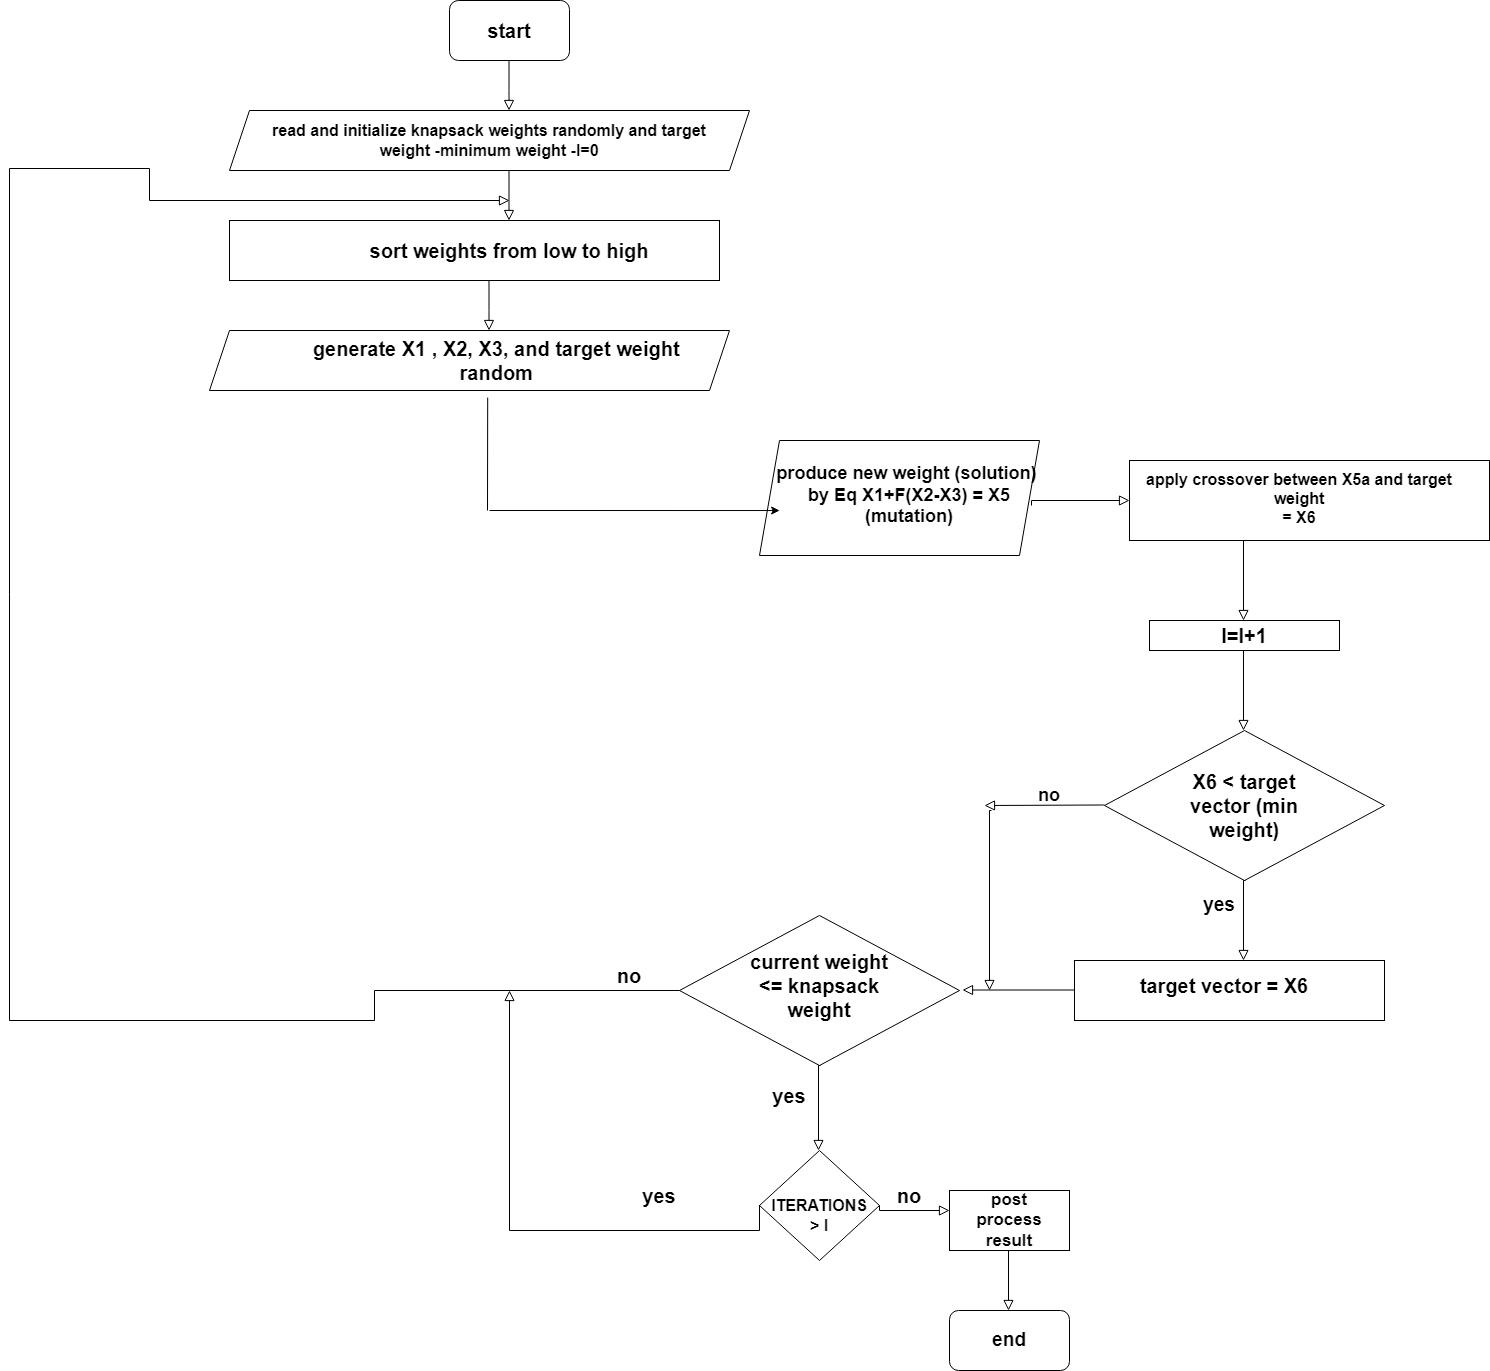 start
read and initialize knapsack weights randomly and target
weight -minimum weight -I=0
sort weights from low to high
generate X1 , X2, X3, and target weight
random
produce new weight (solution)
by Eq X1+F(X2-X3) = X5
(mutation)
apply crossover between X5a and target
weight
= X6
I=I+1
X6 < target
vector (min
weight)
no
yes
target vector = X6
current weight
<= knapsack
weight
no
yes
ITERATIONS
> I
yes
no
post
process
result
end